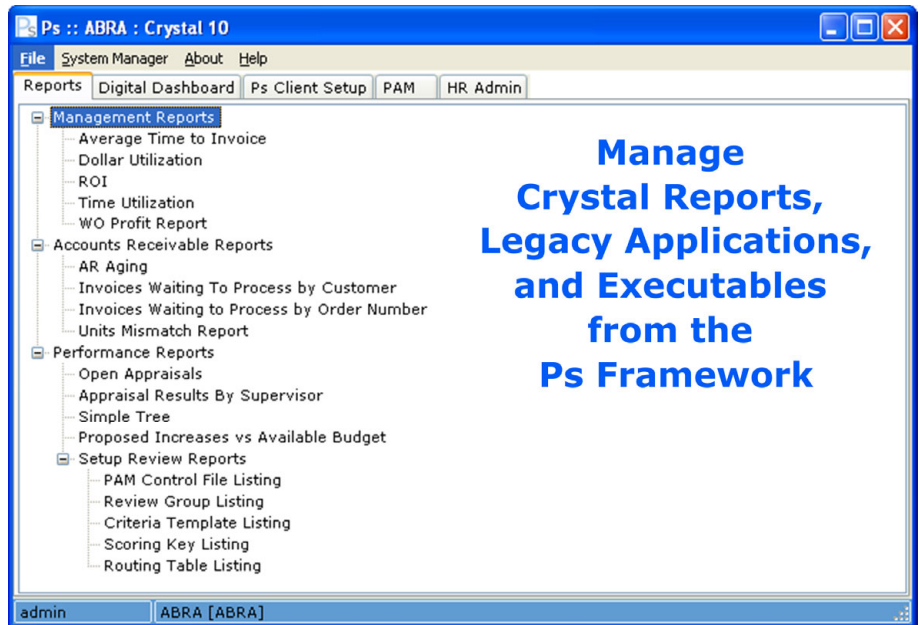 Ps Ps :: ABRA : Crystal 10
File System Manager About Help
Reports Digital Dashboard Ps Client Setup PAM HR Admin
Management Reports
Average Time to Invoice
Dollar Utilization
ROI
Time Utilization
WO Profit Report
Accounts Receivable Reports
AR Aging
Invoices Waiting To Process by Customer
Invoices Waiting to Process by Order Number
Units Mismatch Report
Performance Reports
Open Appraisals
Appraisal Results By Supervisor
Simple Tree
Proposed Increases vs Available Budget
Setup Review Reports
PAM Control File Listing
Review Group Listing
Criteria Template Listing
Scoring Key Listing
Routing Table Listing
Manage
Crystal Reports,
Legacy Applications,
and Executables
from the
Ps Framework
admin ABRA [ABRA]